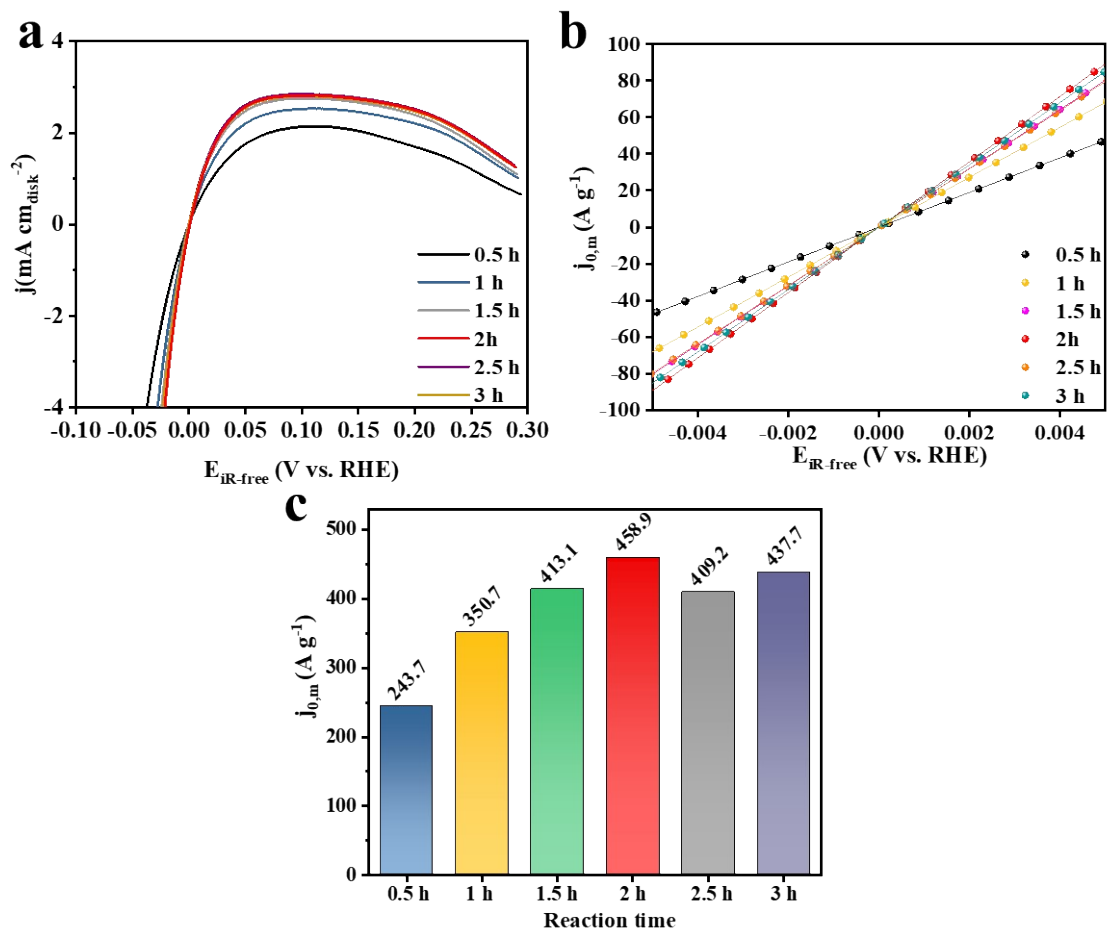 a
4
2
0
-2
-4
j(mA cm_disk^-2)
0.5 h
1 h
1.5 h
2h
2.5 h
3 h
-0.10 -0.05 0.00 0.05 0.10 0.15 0.20 0.25 0.30
E_iR-free (V vs. RHE)
b
100
80
60
40
20
0
-20
-40
-60
-80
-100
j_0,m (A g^-1)
0.5 h
1 h
1.5 h
2h
2.5 h
3 h
-0.004 -0.002 0.000 0.002 0.004
E_iR-free (V vs. RHE)
c
500
400
300
200
100
0
j_0,m (A g^-1)
243.7
350.7
413.1
458.9
409.2
437.7
0.5 h 1 h 1.5 h 2 h 2.5 h 3 h
Reaction time